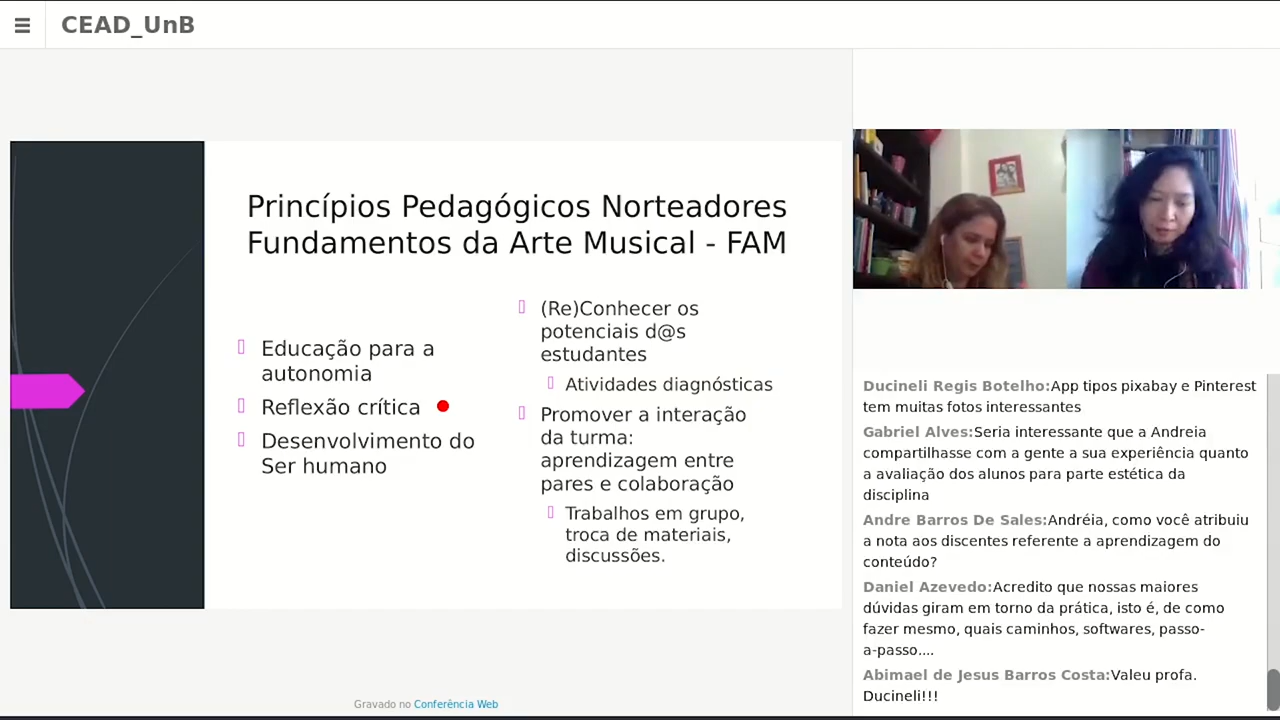 CEAD_UnB
Princípios Pedagógicos Norteadores
Fundamentos da Arte Musical - FAM
Educação para a
autonomia
Reflexão crítica
Desenvolvimento do
Ser humano
(Re)Conhecer os
potenciais d@s
estudantes
Atividades diagnósticas
Promover a interação
da turma:
aprendizagem entre
pares e colaboração
Trabalhos em grupo,
troca de materiais,
discussões.
Ducineli Regis Botelho:App tipos pixabay e Pinterest
tem muitas fotos interessantes
Gabriel Alves:Seria interessante que a Andreia
compartilhasse com a gente a sua experiência quanto
a avaliação dos alunos para parte estética da
disciplina
Andre Barros De Sales:Andréia, como você atribuiu
a nota aos discentes referente a aprendizagem do
conteúdo?
Daniel Azevedo:Acredito que nossas maiores
dúvidas giram em torno da prática, isto é, de como
fazer mesmo, quais caminhos, softwares, passo-
a-passo....
Abimael de Jesus Barros Costa:Valeu profa.
Ducineli!!!
Gravado no Conferência Web